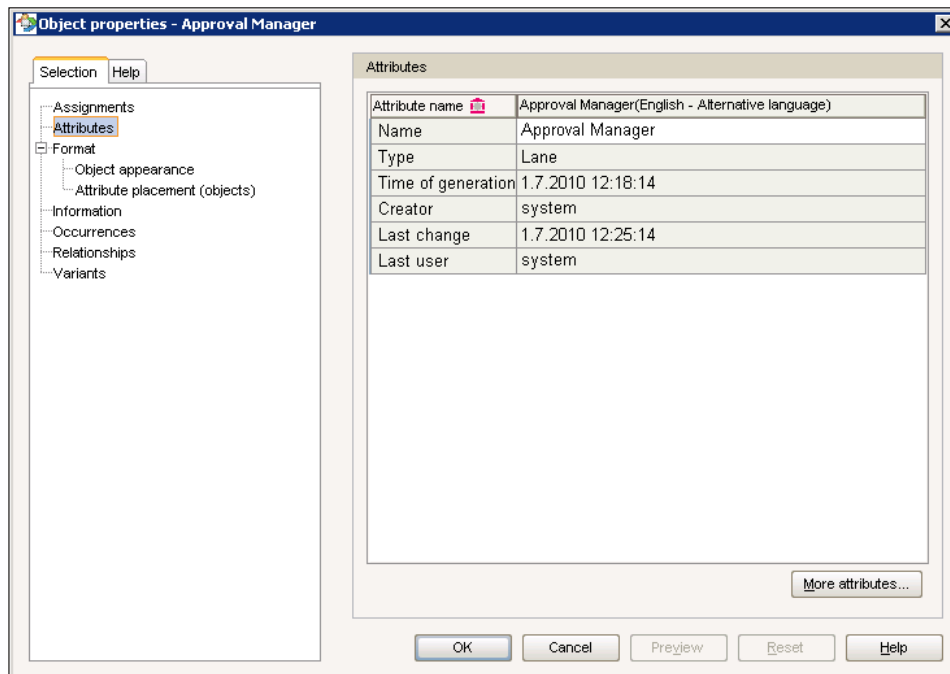 Object properties - Approval Manager
Selection Help
Assignments
Attributes
Format
Object appearance
Attribute placement (objects)
Information
Occurrences
Relationships
Variants
Attributes
Attribute name Approval Manager(English - Alternative language)
Name Approval Manager
Type Lane
Time of generation 1.7.2010 12:18:14
Creator system
Last change 1.7.2010 12:25:14
Last user system
More attributes...
OK Cancel Preview Reset Help